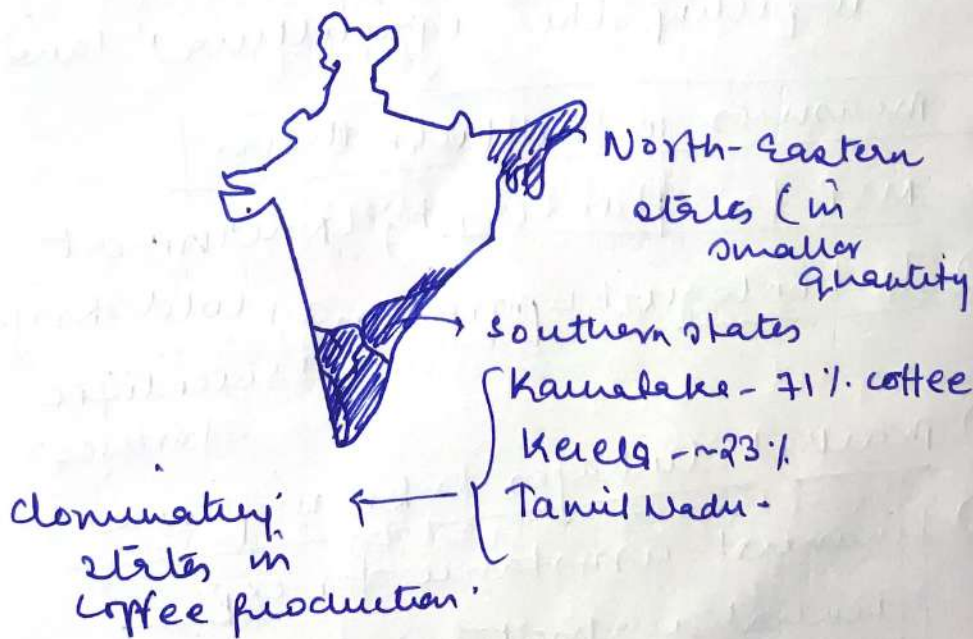 North-Eastern
states (in
smaller
quantity
Southern states
Karnataka - 71% coffee
Kerela - ~23%
Tamil Nadu -
dominating
states in
coffee production.